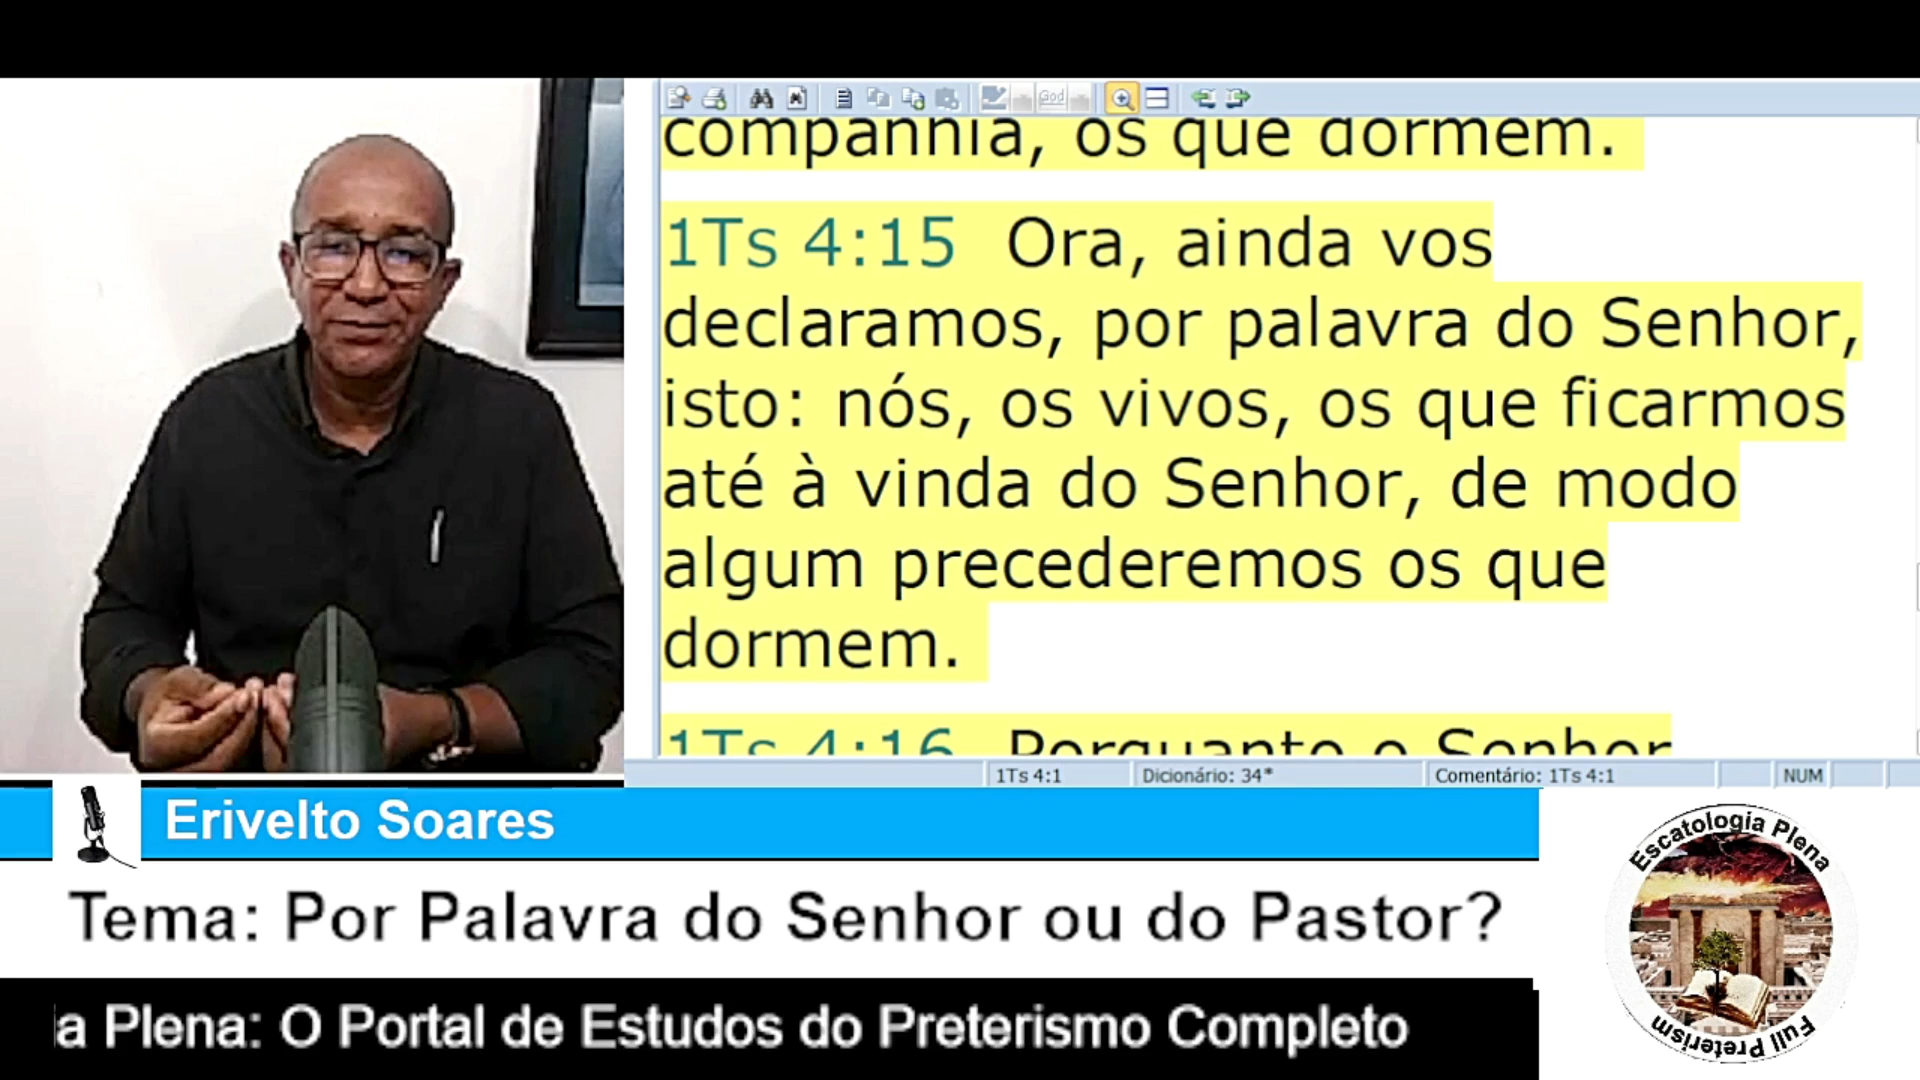 God
companhia, os que dormem.
1Ts 4:15 Ora, ainda vos
declaramos, por palavra do Senhor,
isto: nós, os vivos, os que ficarmos
até à vinda do Senhor, de modo
algum precederemos os que
dormem.
1Ts 4:16 Porquanto o Senhor
1Ts 4:1 Dicionário: 34* Comentário: 1Ts 4:1 NUM
Erivelto Soares
Tema: Por Palavra do Senhor ou do Pastor?
a Plena: O Portal de Estudos do Preterismo Completo
Escatologia Plena
Full Preterism